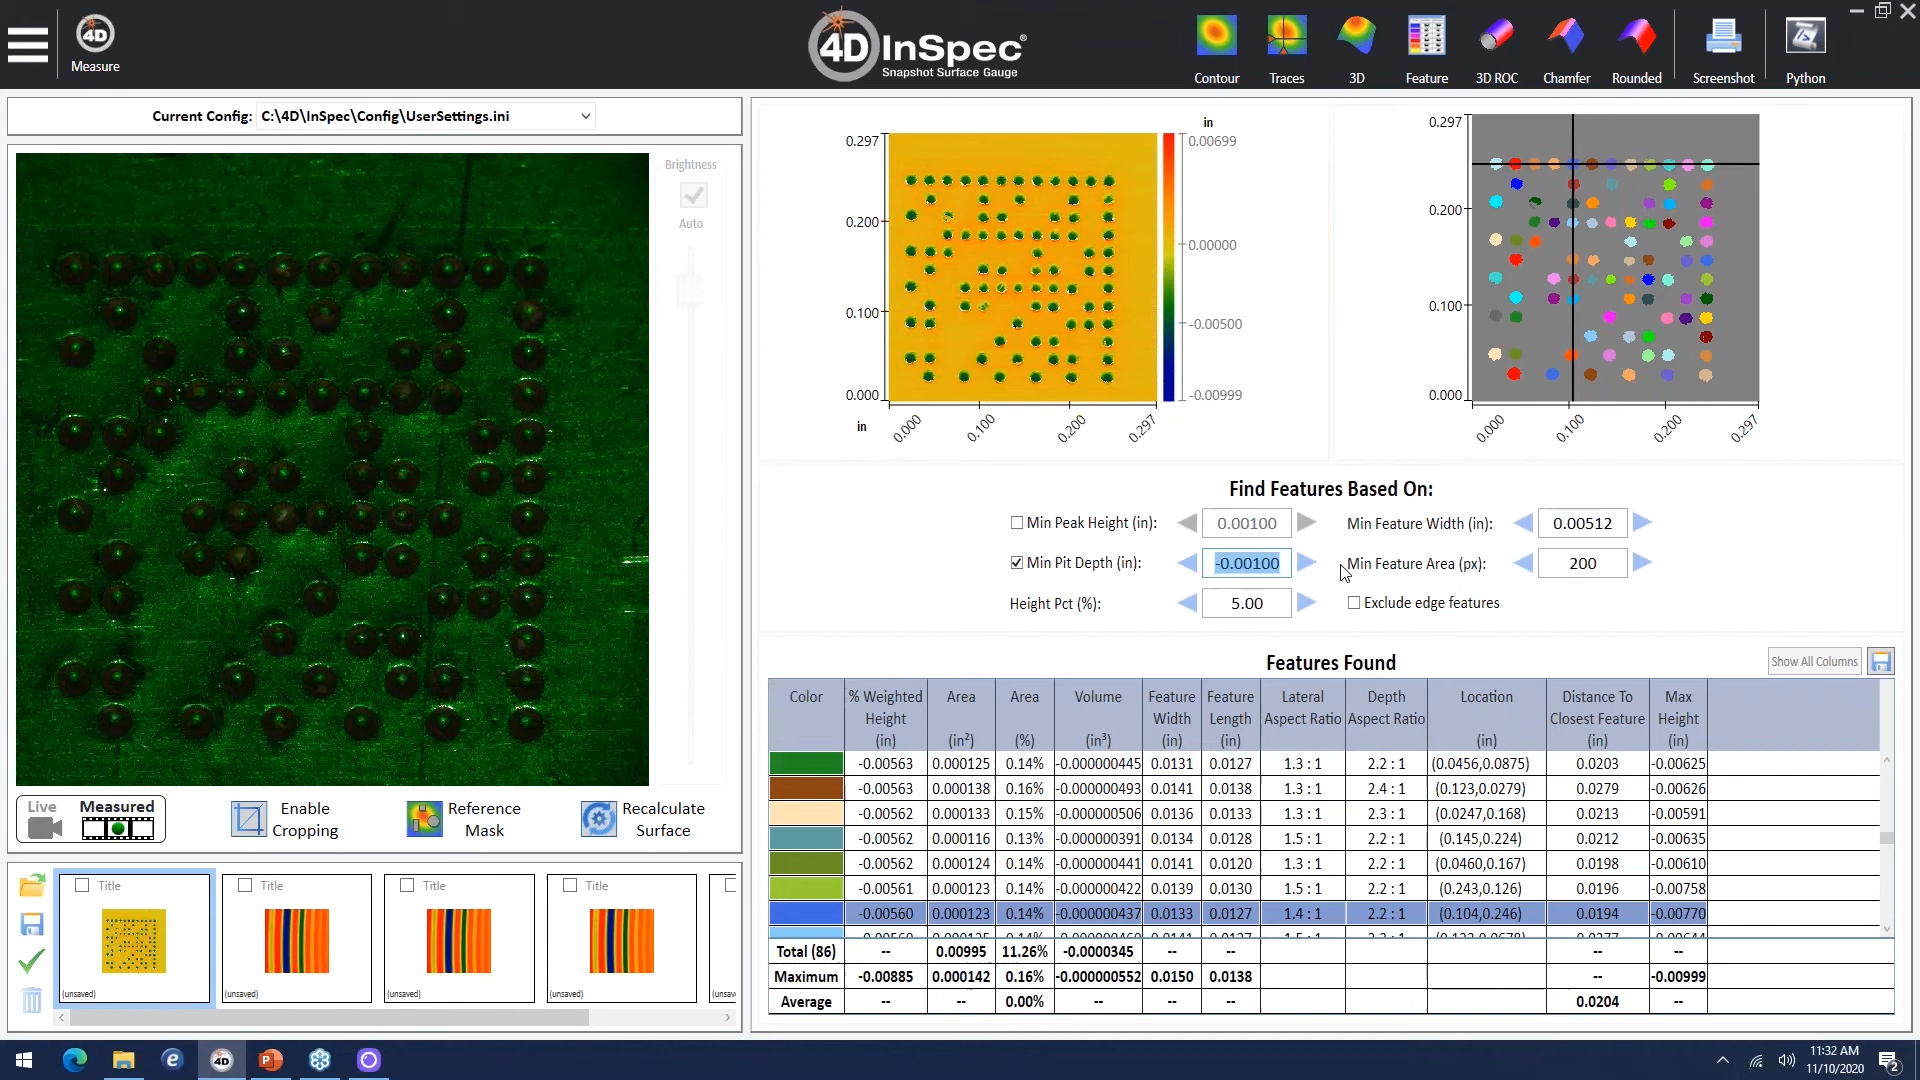 4D
Measure
4D InSpec®
Snapshot Surface Gauge
Contour
Traces
3D
Feature
3D ROC
Chamfer
Rounded
Screenshot
Python
Current Config: C:\4D\InSpec\Config\UserSettings.ini
Brightness
Auto
Live
Measured
Enable
Cropping
Reference
Mask
Recalculate
Surface
Title
(unsaved)
Title
(unsaved)
Title
(unsaved)
Title
(unsaved)
(unsav
in
0.297
0.200
0.100
0.000
in
0.000
0.100
0.200
0.297
0.00699
0.00000
-0.00500
-0.00999
0.297
0.200
0.100
0.000
0.000
0.100
0.200
0.297
Find Features Based On:
Min Peak Height (in): 0.00100 Min Feature Width (in): 0.00512
Min Pit Depth (in): -0.00100 Min Feature Area (px): 200
Height Pct (%): 5.00 Exclude edge features
Features Found
Show All Columns
Color % Weighted Area Area Volume Feature Feature Lateral Depth Location Distance To Max
Height Width Length Aspect Ratio Aspect Ratio Closest Feature Height
(in) (in²) (%) (in³) (in) (in) (in) (in) (in)
-0.00563 0.000125 0.14% -0.000000445 0.0131 0.0127 1.3 : 1 2.2 : 1 (0.0456,0.0875) 0.0203 -0.00625
-0.00563 0.000138 0.16% -0.000000493 0.0141 0.0138 1.3 : 1 2.4 : 1 (0.123,0.0279) 0.0279 -0.00626
-0.00562 0.000133 0.15% -0.000000506 0.0136 0.0133 1.3 : 1 2.3 : 1 (0.0247,0.168) 0.0213 -0.00591
-0.00562 0.000116 0.13% -0.000000391 0.0134 0.0128 1.5 : 1 2.2 : 1 (0.145,0.224) 0.0212 -0.00635
-0.00562 0.000124 0.14% -0.000000441 0.0141 0.0120 1.3 : 1 2.2 : 1 (0.0460,0.167) 0.0198 -0.00610
-0.00561 0.000123 0.14% -0.000000422 0.0139 0.0130 1.5 : 1 2.2 : 1 (0.243,0.126) 0.0196 -0.00758
-0.00560 0.000123 0.14% -0.000000437 0.0133 0.0127 1.4 : 1 2.2 : 1 (0.104,0.246) 0.0194 -0.00770
Total (86) -- 0.00995 11.26% -0.0000345 -- -- -- --
Maximum -0.00885 0.000142 0.16% -0.000000552 0.0150 0.0138 -- -0.00999
Average -- -- 0.00% -- -- -- 0.0204 --
11:32 AM
11/10/2020
2